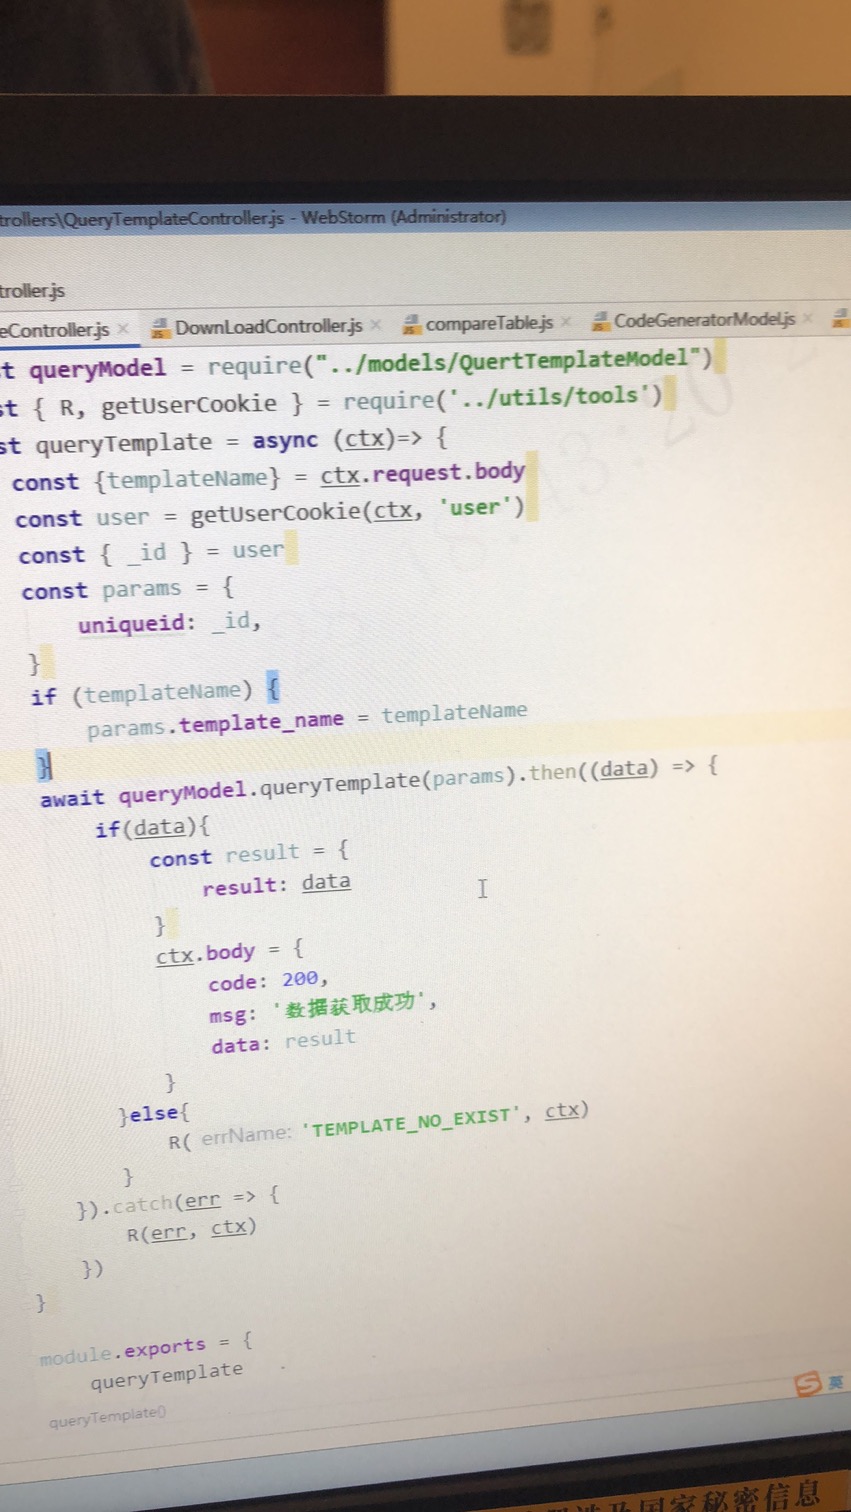 trollers\QueryTemplateController.js - WebStorm (Administrator)
troller.js
eController.js × DownLoadController.js × compareTable.js × CodeGeneratorModel.js ×
t queryModel = require("../models/QuertTemplateModel")
st { R, getUserCookie } = require('../utils/tools')
st queryTemplate = async (ctx)=> {
const {templateName} = ctx.request.body
const user = getUserCookie(ctx, 'user')
const { _id } = user
const params = {
uniqueid: _id,
}
if (templateName) {
params.template_name = templateName
}
await queryModel.queryTemplate(params).then((data) => {
if(data){
const result = {
result: data
}
ctx.body = {
code: 200,
msg: '数据获取成功',
data: result
}
}else{
R( errName: 'TEMPLATE_NO_EXIST', ctx)
}
}).catch(err => {
R(err, ctx)
})
}
module.exports = {
queryTemplate
queryTemplate()
S 英
涉及国家秘密信息